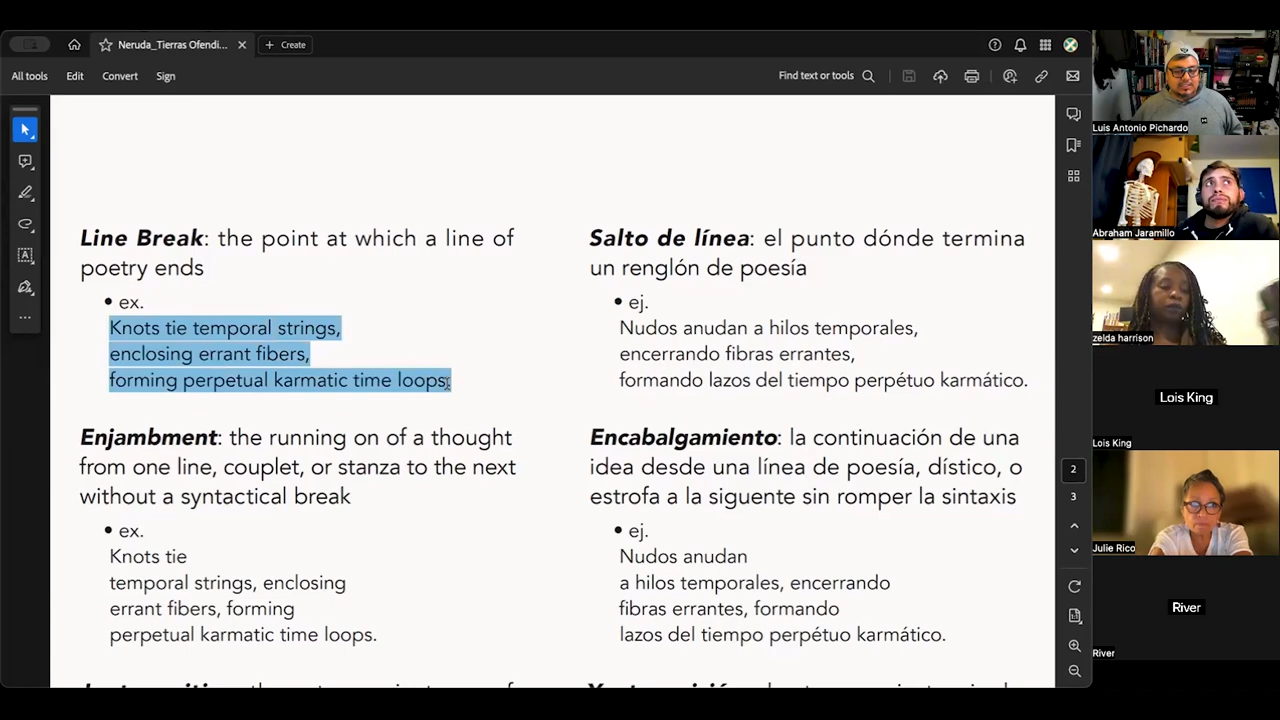 Neruda_Tierras Ofendi...
Create
All tools
Edit
Convert
Sign
Find text or tools
Line Break: the point at which a line of
poetry ends
• ex.
Knots tie temporal strings,
enclosing errant fibers,
forming perpetual karmatic time loops.
Enjambment: the running on of a thought
from one line, couplet, or stanza to the next
without a syntactical break
• ex.
Knots tie
temporal strings, enclosing
errant fibers, forming
perpetual karmatic time loops.
Salto de línea: el punto dónde termina
un renglón de poesía
• ej.
Nudos anudan a hilos temporales,
encerrando fibras errantes,
formando lazos del tiempo perpétuo karmático.
Encabalgamiento: la continuación de una
idea desde una línea de poesía, dístico, o
estrofa a la siguente sin romper la sintaxis
• ej.
Nudos anudan
a hilos temporales, encerrando
fibras errantes, formando
lazos del tiempo perpétuo karmático.
2
3
Luis Antonio Pichardo
Abraham Jaramillo
zelda harrison
Lois King
Lois King
Julie Rico
River
River